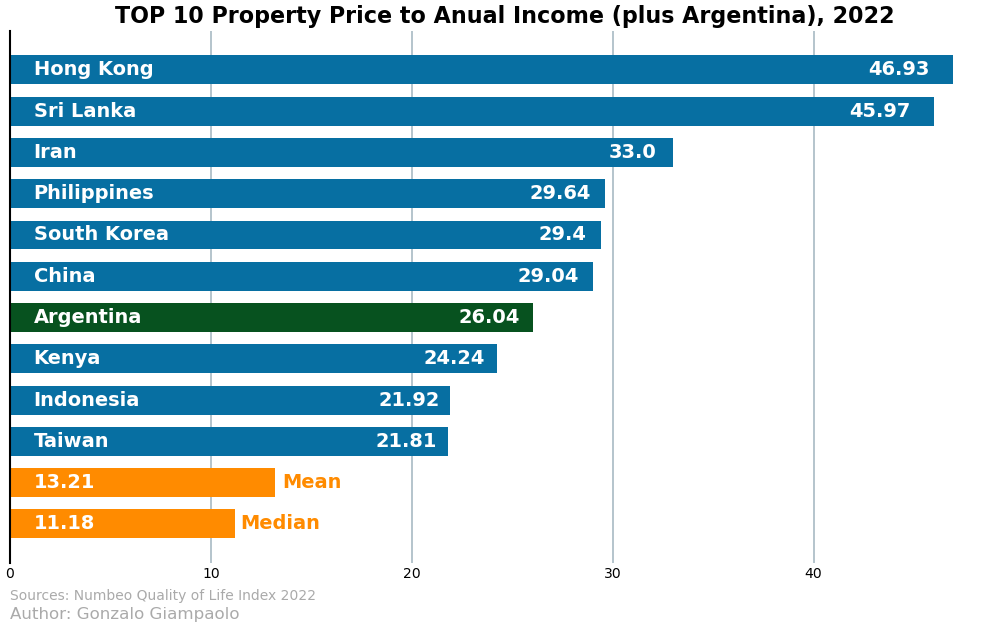 TOP 10 Property Price to Anual Income (plus Argentina), 2022
Hong Kong 46.93
Sri Lanka 45.97
Iran 33.0
Philippines 29.64
South Korea 29.4
China 29.04
Argentina 26.04
Kenya 24.24
Indonesia 21.92
Taiwan 21.81
13.21 Mean
11.18 Median
0 10 20 30 40
Sources: Numbeo Quality of Life Index 2022
Author: Gonzalo Giampaolo